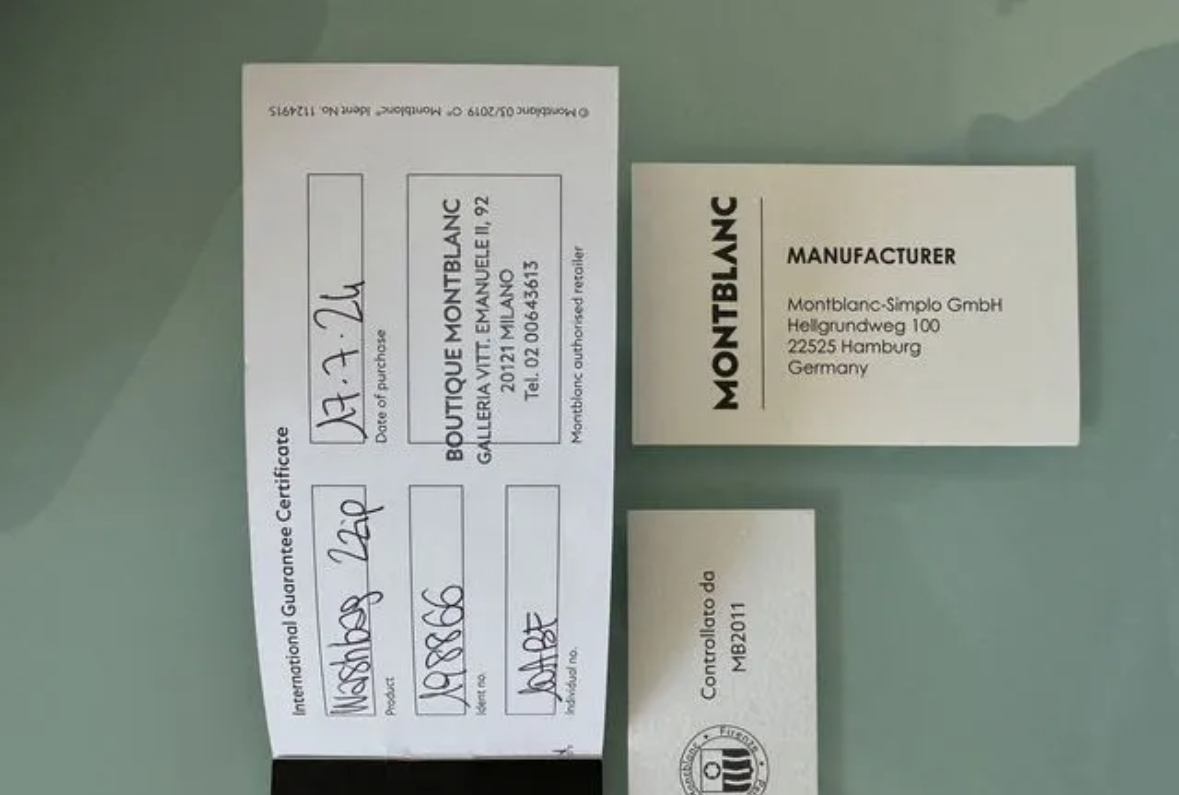 International Guarantee Certificate
Washbag 2zip
Product
17.7.24
Date of purchase
198866
Ident no.
BOUTIQUE MONTBLANC
GALLERIA VITT. EMANUELE II, 92
20121 MILANO
Tel. 02 00643613
Montblanc authorised retailer
Individual no.
© Montblanc 03/2019 O® Montblanc® Ident No. 1124915
MONTBLANC
MANUFACTURER
Montblanc-Simplo GmbH
Hellgrundweg 100
22525 Hamburg
Germany
Controllato da
MB2011
Firenze